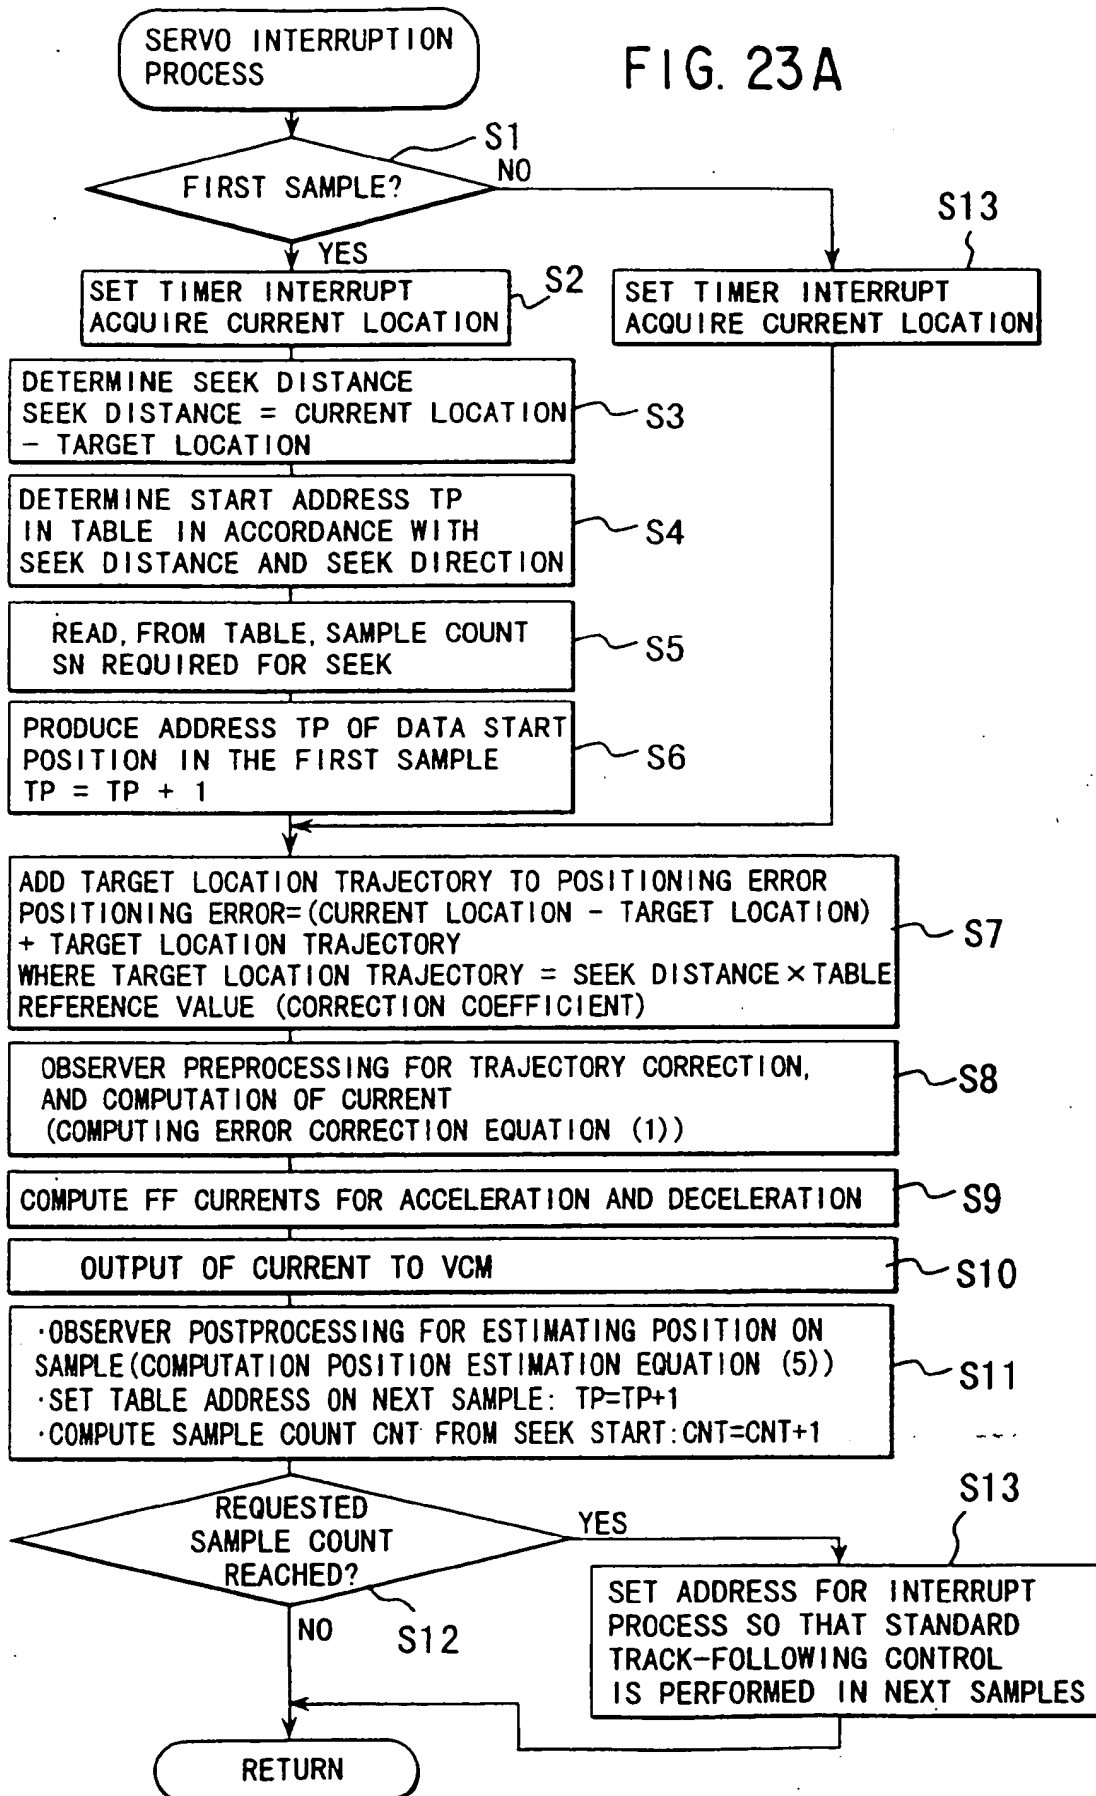 SERVO INTERRUPTION
PROCESS
FIG. 23A
S1
FIRST SAMPLE?
NO
YES
S13
SET TIMER INTERRUPT
ACQUIRE CURRENT LOCATION
S2
SET TIMER INTERRUPT
ACQUIRE CURRENT LOCATION
DETERMINE SEEK DISTANCE
SEEK DISTANCE = CURRENT LOCATION
- TARGET LOCATION
S3
DETERMINE START ADDRESS TP
IN TABLE IN ACCORDANCE WITH
SEEK DISTANCE AND SEEK DIRECTION
S4
READ, FROM TABLE, SAMPLE COUNT
SN REQUIRED FOR SEEK
S5
PRODUCE ADDRESS TP OF DATA START
POSITION IN THE FIRST SAMPLE
TP = TP + 1
S6
ADD TARGET LOCATION TRAJECTORY TO POSITIONING ERROR
POSITIONING ERROR=(CURRENT LOCATION - TARGET LOCATION)
+ TARGET LOCATION TRAJECTORY
WHERE TARGET LOCATION TRAJECTORY = SEEK DISTANCE×TABLE
REFERENCE VALUE (CORRECTION COEFFICIENT)
S7
OBSERVER PREPROCESSING FOR TRAJECTORY CORRECTION,
AND COMPUTATION OF CURRENT
(COMPUTING ERROR CORRECTION EQUATION (1))
S8
COMPUTE FF CURRENTS FOR ACCELERATION AND DECELERATION
S9
OUTPUT OF CURRENT TO VCM
S10
·OBSERVER POSTPROCESSING FOR ESTIMATING POSITION ON
SAMPLE(COMPUTATION POSITION ESTIMATION EQUATION (5))
·SET TABLE ADDRESS ON NEXT SAMPLE: TP=TP+1
·COMPUTE SAMPLE COUNT CNT FROM SEEK START:CNT=CNT+1
S11
REQUESTED
SAMPLE COUNT
REACHED?
YES
NO
S12
S13
SET ADDRESS FOR INTERRUPT
PROCESS SO THAT STANDARD
TRACK-FOLLOWING CONTROL
IS PERFORMED IN NEXT SAMPLES
RETURN